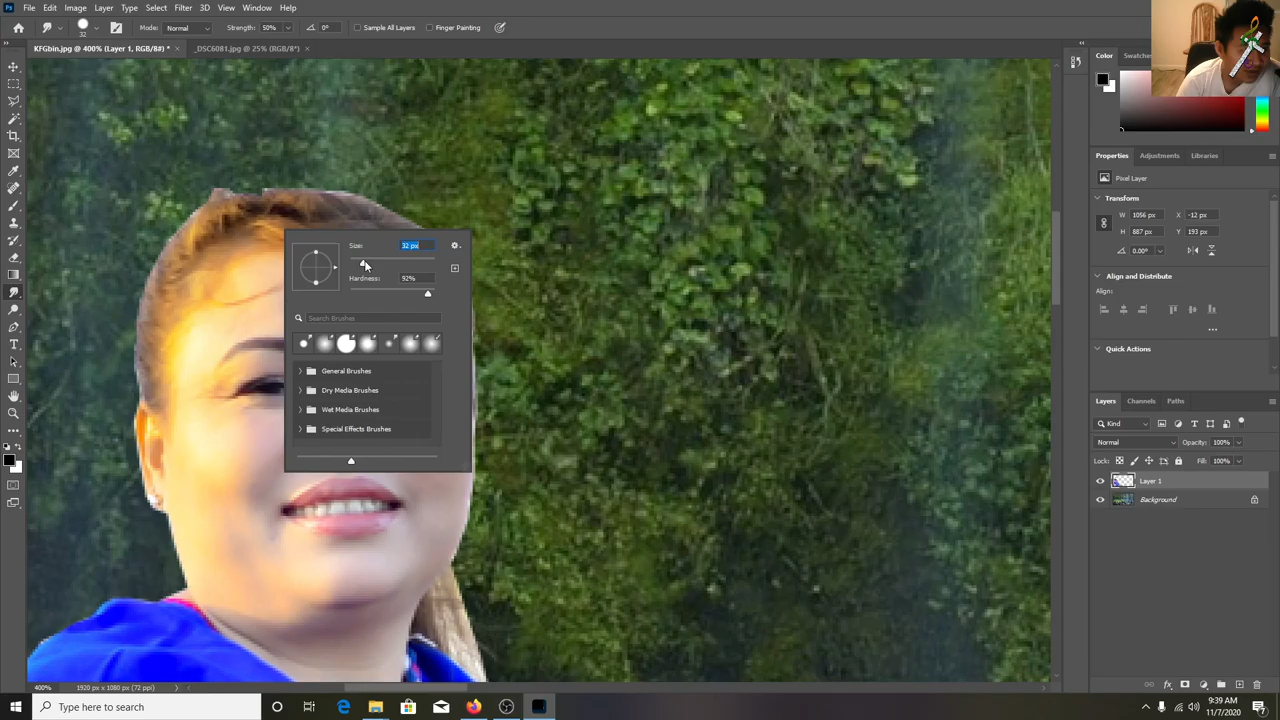 File Edit Image Layer Type Select Filter 3D View Window Help
32 Mode: Normal Strength: 50% 0° Sample All Layers Finger Painting
KFGbin.jpg @ 400% (Layer 1, RGB/8#) * × _DSC6081.jpg @ 25% (RGB/8*) ×
Color Swatches
Properties Adjustments Libraries
Pixel Layer
Transform
W 1056 px X -12 px
H 887 px Y 193 px
0.00°
Align and Distribute
Align:
Quick Actions
Size: 32 px
Hardness: 92%
Search Brushes
General Brushes
Dry Media Brushes
Wet Media Brushes
Special Effects Brushes
Layers Channels Paths
Kind
Normal Opacity: 100%
Lock: Fill: 100%
Layer 1
Background
400% 1920 px x 1080 px (72 ppi)
Type here to search
9:39 AM
11/7/2020